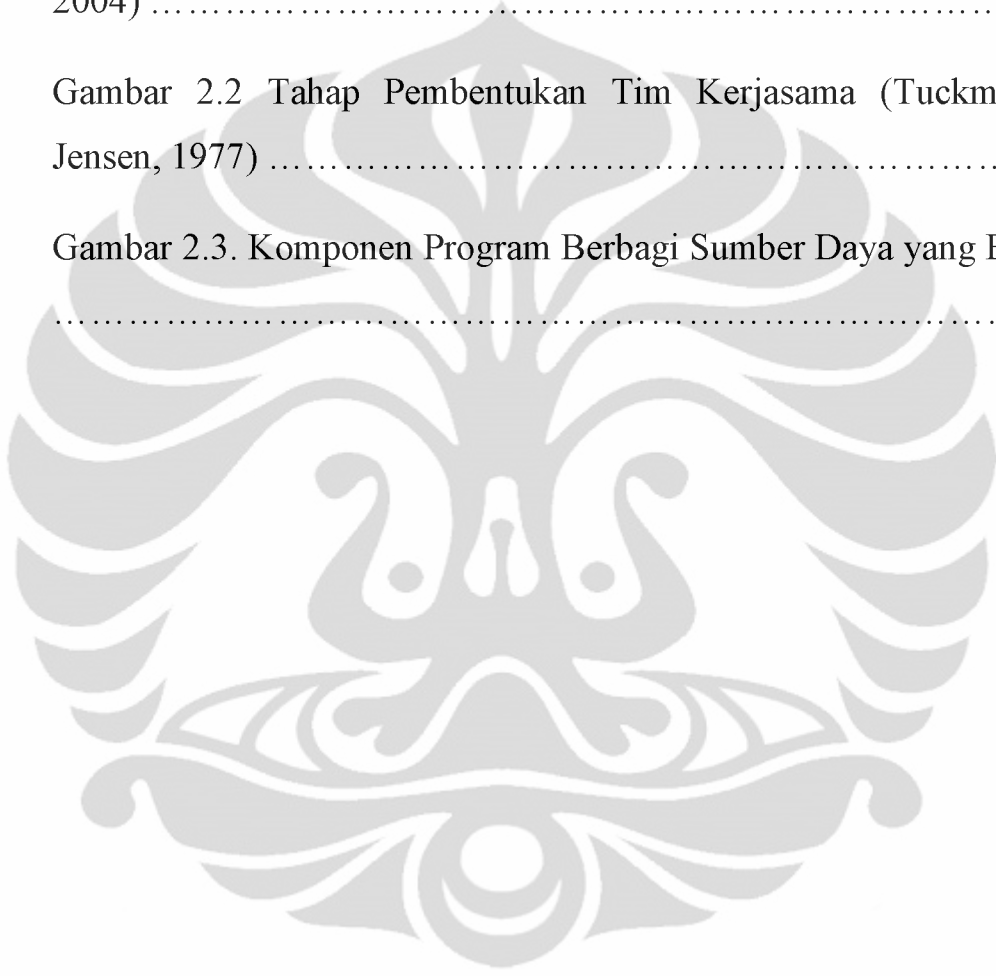 2004) ……………………………………………………………………
Gambar 2.2 Tahap Pembentukan Tim Kerjasama (Tuckm
Jensen, 1977) ……………………………………………………………
Gambar 2.3. Komponen Program Berbagi Sumber Daya yang
……………………………………………………………………………